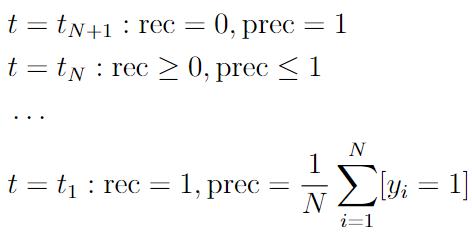 t = t_{N+1} : rec = 0, prec = 1
t = t_N : rec ≥ 0, prec ≤ 1
...
t = t_1 : rec = 1, prec = \frac{1}{N} \sum_{i=1}^{N} [y_i = 1]